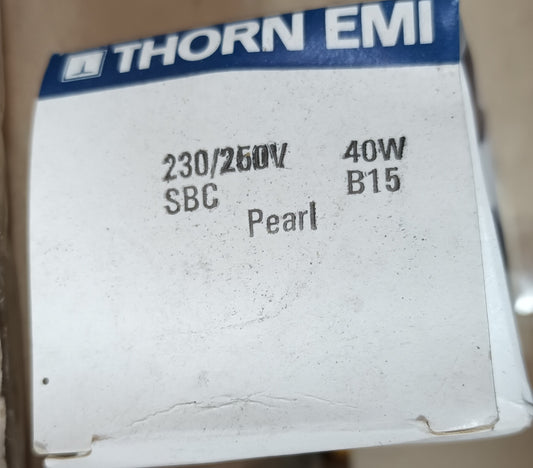 THORN EMI
230/250V 40W
SBC B15
Pearl